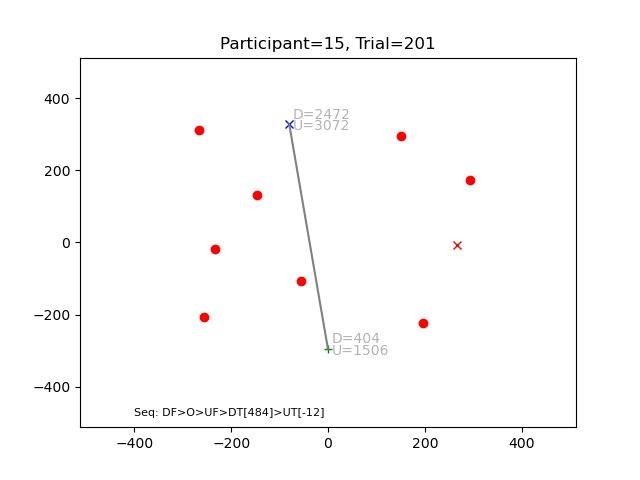 Participant=15, Trial=201
400
200
0
−200
−400
D=2472
U=3072
D=404
U=1506
Seq: DF>O>UF>DT[484]>UT[-12]
−400
−200
0
200
400